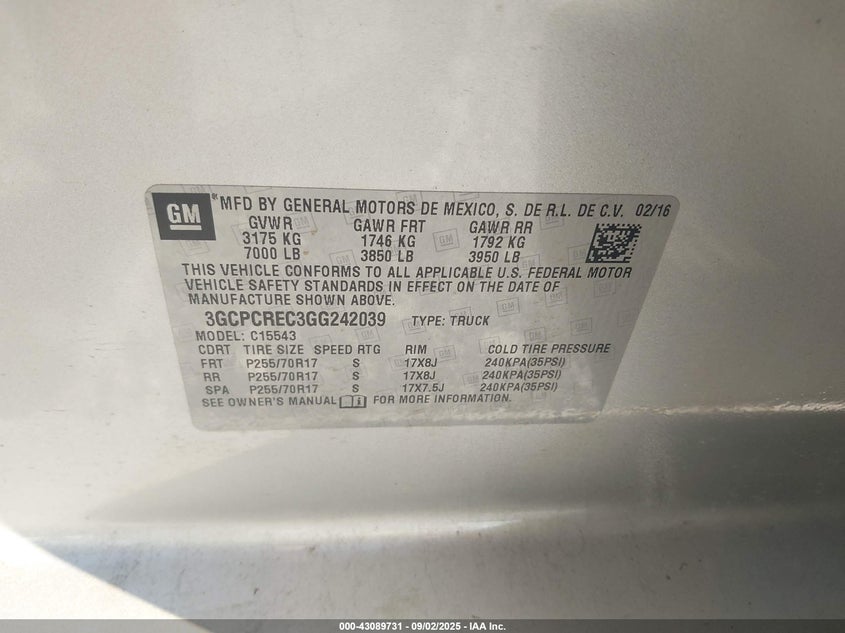 GM
MFD BY GENERAL MOTORS DE MEXICO, S. DE R.L. DE C.V. 02/16
GVWR GAWR FRT GAWR RR
3175 KG 1746 KG 1792 KG
7000 LB 3850 LB 3950 LB
THIS VEHICLE CONFORMS TO ALL APPLICABLE U.S. FEDERAL MOTOR
VEHICLE SAFETY STANDARDS IN EFFECT ON THE DATE OF
MANUFACTURE SHOWN ABOVE.
3GCPCREC3GG242039 TYPE: TRUCK
MODEL: C15543
CDRT TIRE SIZE SPEED RTG RIM COLD TIRE PRESSURE
FRT P255/70R17 S 17X8J 240KPA(35PSI)
RR P255/70R17 S 17X8J 240KPA(35PSI)
SPA P255/70R17 S 17X7.5J 240KPA(35PSI)
SEE OWNER'S MANUAL FOR MORE INFORMATION.
000-43089731 - 09/02/2025 - IAA Inc.